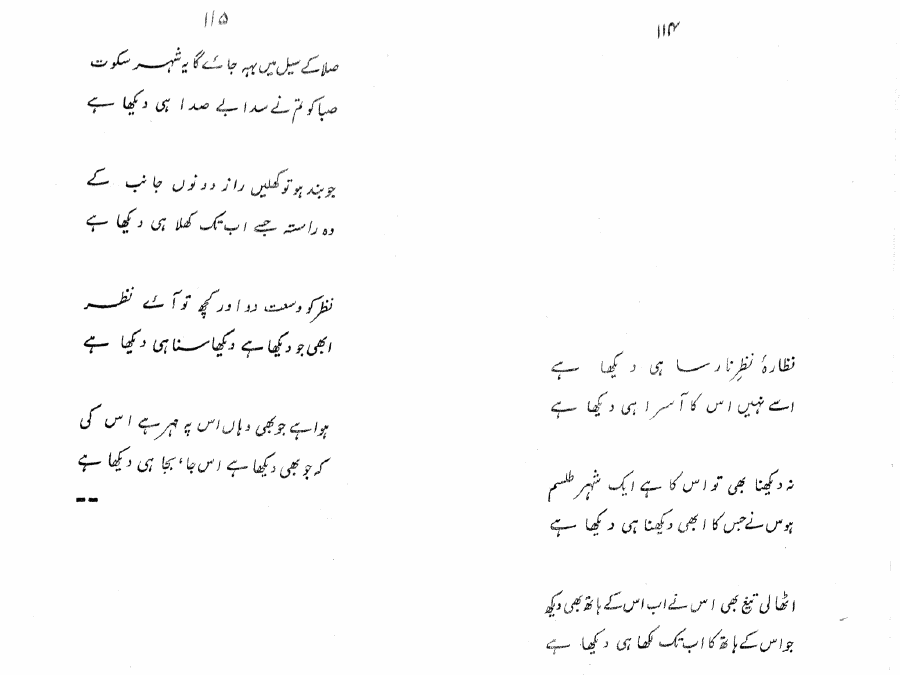 ۱۱۴
نظارۂ نظرِ نارسا ہی دیکھا ہے
اسے نہیں اس کا آسرا ہی دیکھا ہے
نہ دیکھنا بھی تو اس کا ہے ایک شہرِ طلسم
ہوس نے جس کا ابھی دیکھنا ہی دیکھا ہے
اٹھالی تیغ بھی اس نے اب اس کے ہاتھ بھی دیکھ
جو اس کے ہاتھ کا اب تک لکھا ہی دیکھا ہے
۱۱۵
صدا کے سیل میں بہہ جائے گا یہ شہر سکوت
صبا کو تم نے سدا بے صدا ہی دیکھا ہے
جو بند ہو تو کھلیں راز دونوں جانب کے
وہ راستہ جسے اب تک کھلا ہی دیکھا ہے
نظر کو وسعت دو اور کچھ تو آئے نظر
ابھی جو دیکھا ہے دیکھا سنا ہی دیکھا ہے
ہوا ہے جو بھی وہاں اس پہ مہر ہے اس کی
کہ جو بھی دیکھا ہے اس جا، بجا ہی دیکھا ہے